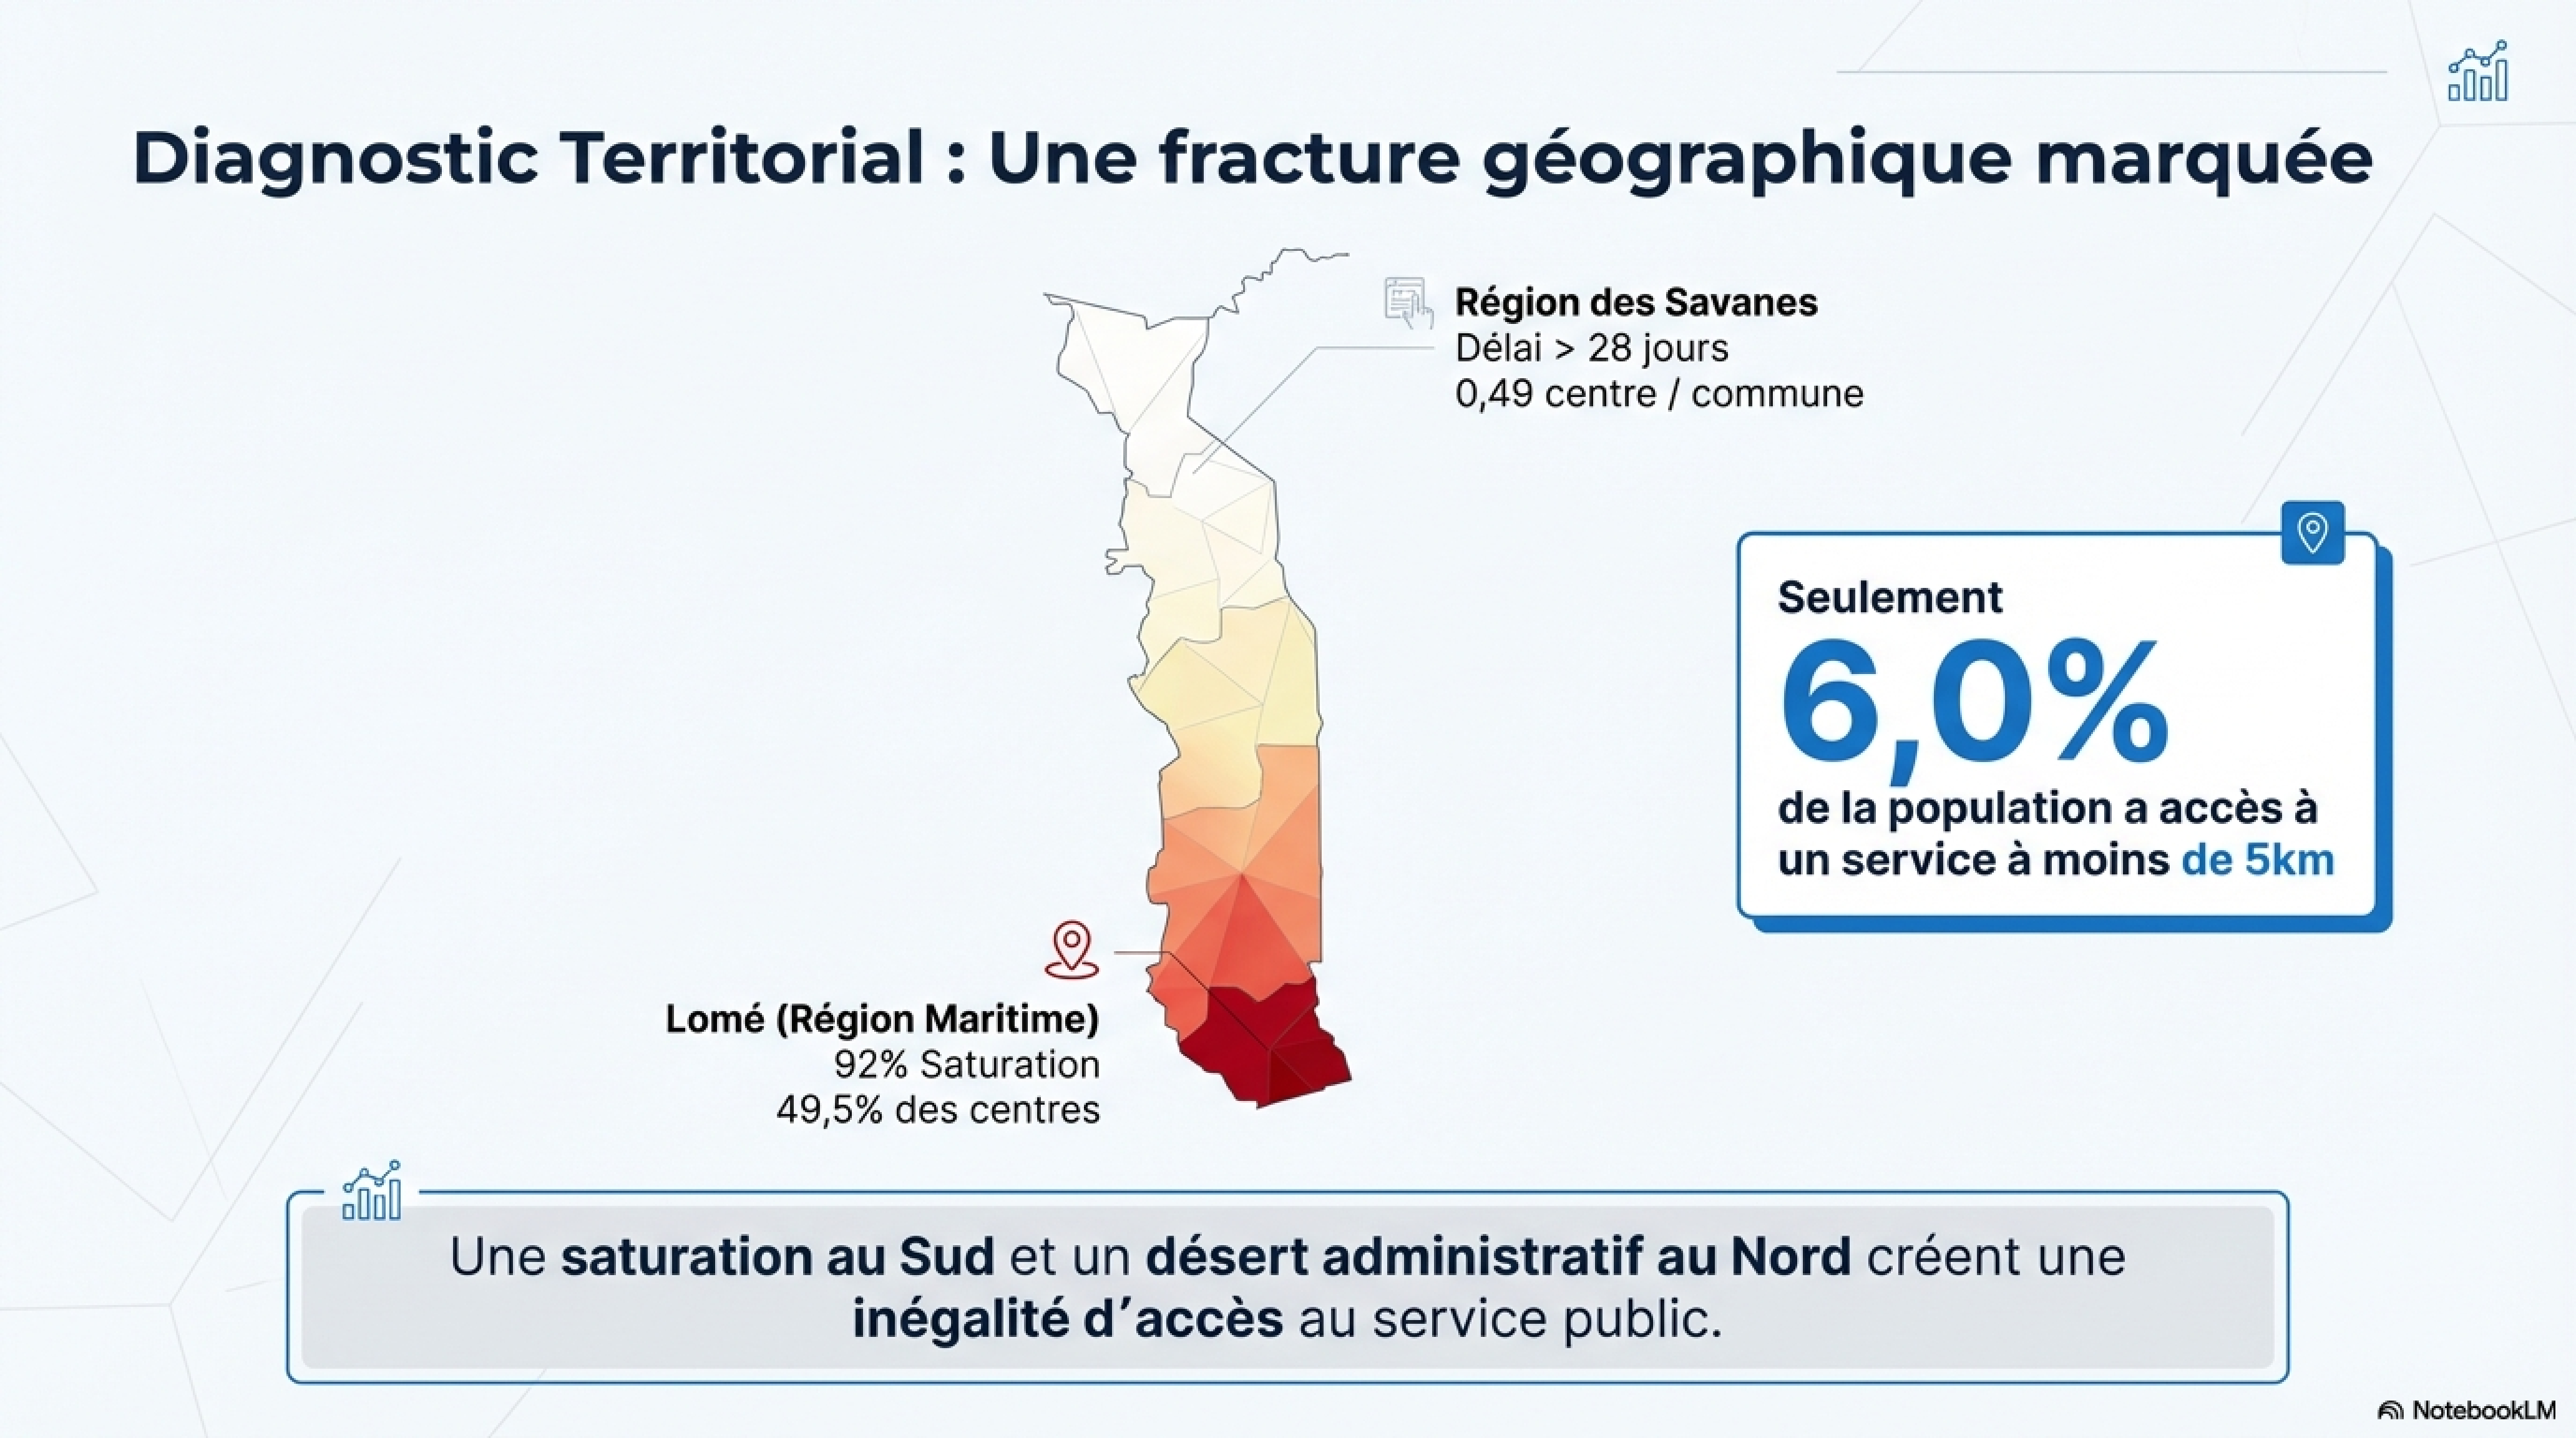 Diagnostic Territorial : Une fracture géographique marquée
Région des Savanes
Délai > 28 jours
0,49 centre / commune
Seulement
6,0%
de la population a accès à
un service à moins de 5km
Lomé (Région Maritime)
92% Saturation
49,5% des centres
Une saturation au Sud et un désert administratif au Nord créent une
inégalité d’accès au service public.
NotebookLM